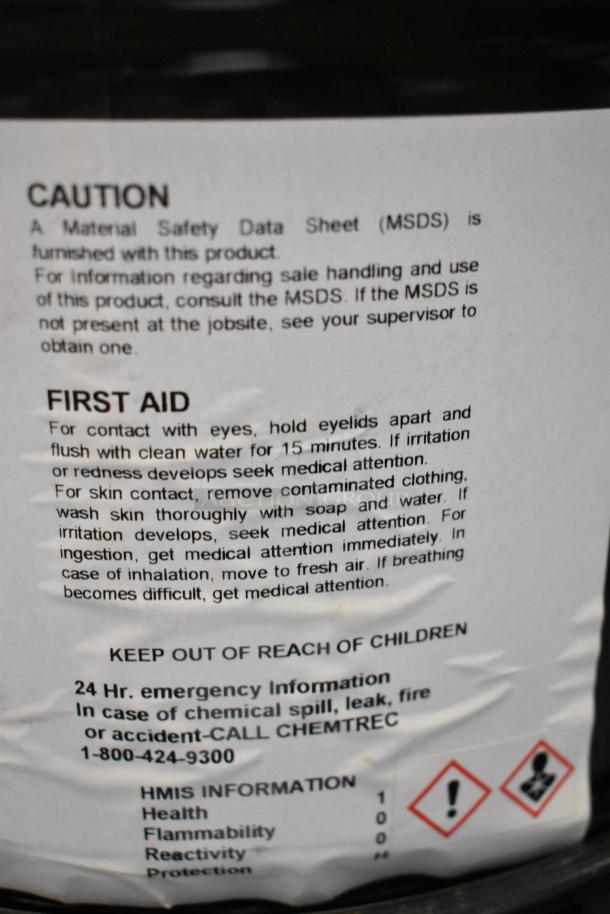 CAUTION
A Material Safety Data Sheet (MSDS) is
furnished with this product.
For Information regarding sale handling and use
of this product, consult the MSDS. If the MSDS is
not present at the jobsite, see your supervisor to
obtain one.
FIRST AID
For contact with eyes, hold eyelids apart and
flush with clean water for 15 minutes. If irritation
or redness develops seek medical attention.
For skin contact, remove contaminated clothing,
wash skin thoroughly with soap and water. If
irritation develops, seek medical attention. For
ingestion, get medical attention immediately. In
case of inhalation, move to fresh air. If breathing
becomes difficult, get medical attention.
KEEP OUT OF REACH OF CHILDREN
24 Hr. emergency Information
In case of chemical spill, leak, fire
or accident-CALL CHEMTREC
1-800-424-9300
HMIS INFORMATION
Health 1
Flammability 0
Reactivity 0
Protection